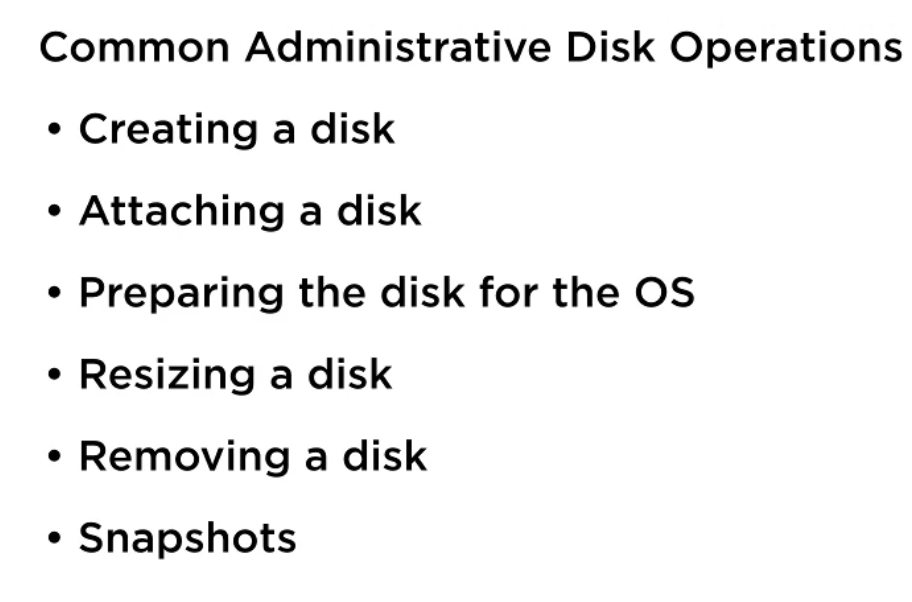 Common Administrative Disk Operations
• Creating a disk
• Attaching a disk
• Preparing the disk for the OS
• Resizing a disk
• Removing a disk
• Snapshots